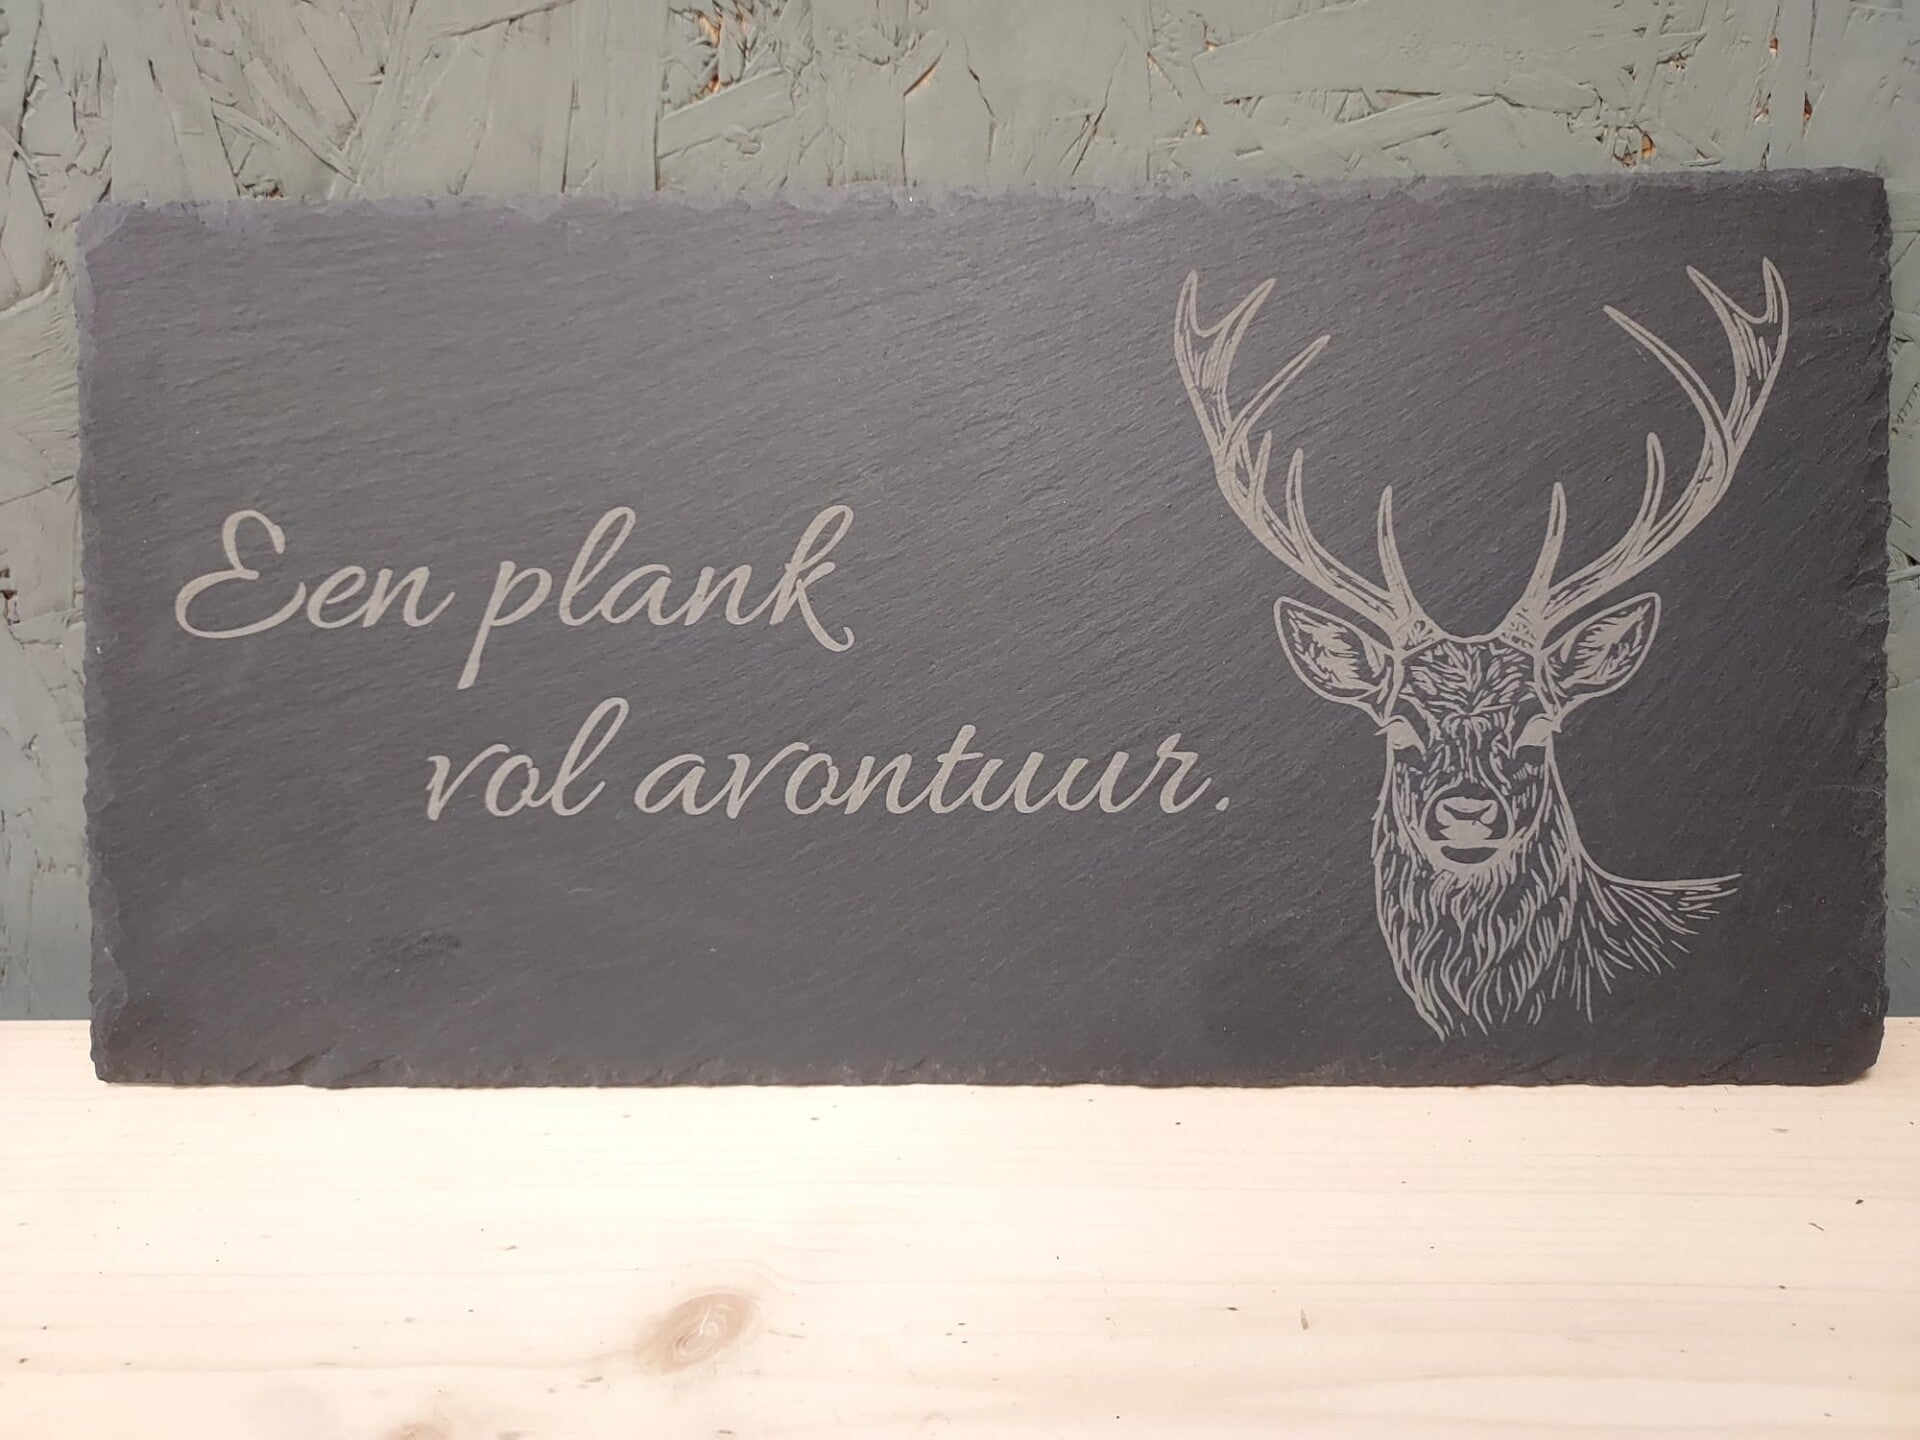 Een plank
vol avontuur.